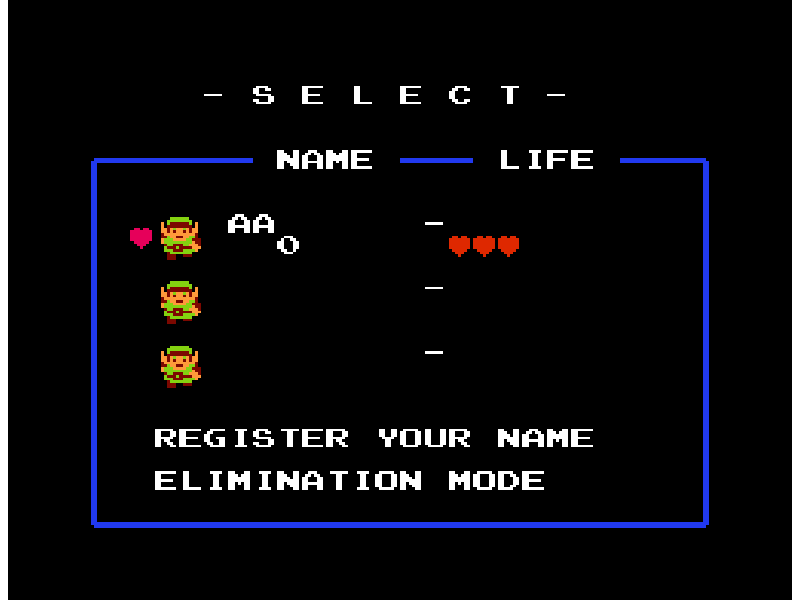 - S E L E C T -
NAME LIFE
AA -
0
-
-
REGISTER YOUR NAME
ELIMINATION MODE